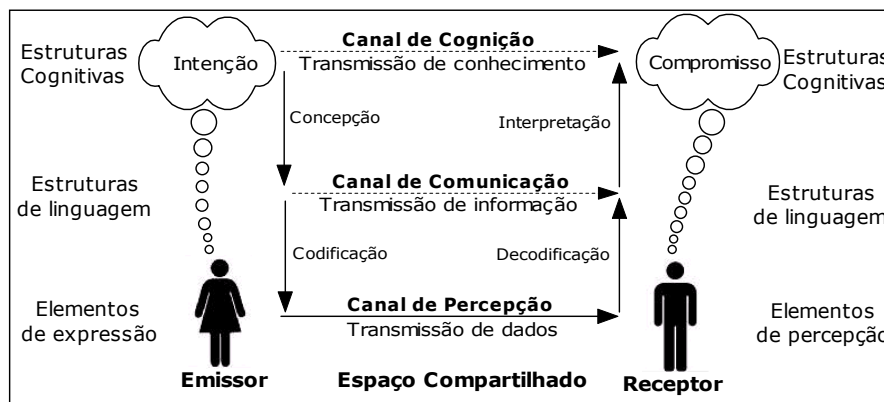 Estruturas
Cognitivas
Intenção
Canal de Cognição
Transmissão de conhecimento
Compromisso
Estruturas
Cognitivas
Concepção
Interpretação
Estruturas
de linguagem
Canal de Comunicação
Transmissão de informação
Estruturas
de linguagem
Codificação
Decodificação
Elementos
de expressão
Canal de Percepção
Transmissão de dados
Elementos
de percepção
Emissor
Espaço Compartilhado
Receptor